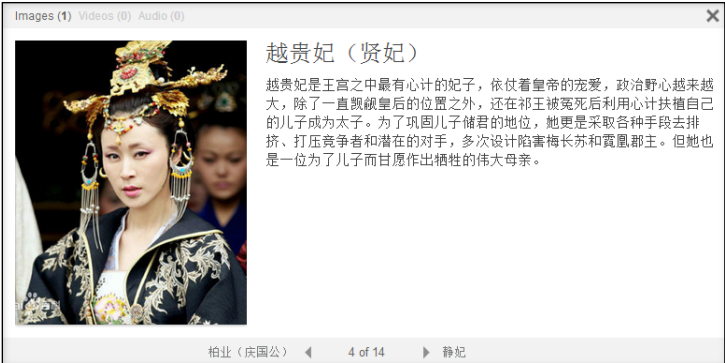 Images (1) Videos (0) Audio (0)
越贵妃（贤妃）
越贵妃是王宫之中最有心计的妃子，依仗着皇帝的宠爱，政治野心越来越
大，除了一直觊觎皇后的位置之外，还在祁王被冤死后利用心计扶植自己
的儿子成为太子。为了巩固儿子储君的地位，她更是采取各种手段去排
挤、打压竞争者和潜在的对手，多次设计陷害梅长苏和霓凰郡主。但她也
是一位为了儿子而甘愿作出牺牲的伟大母亲。
柏业（庆国公） 4 of 14 静妃